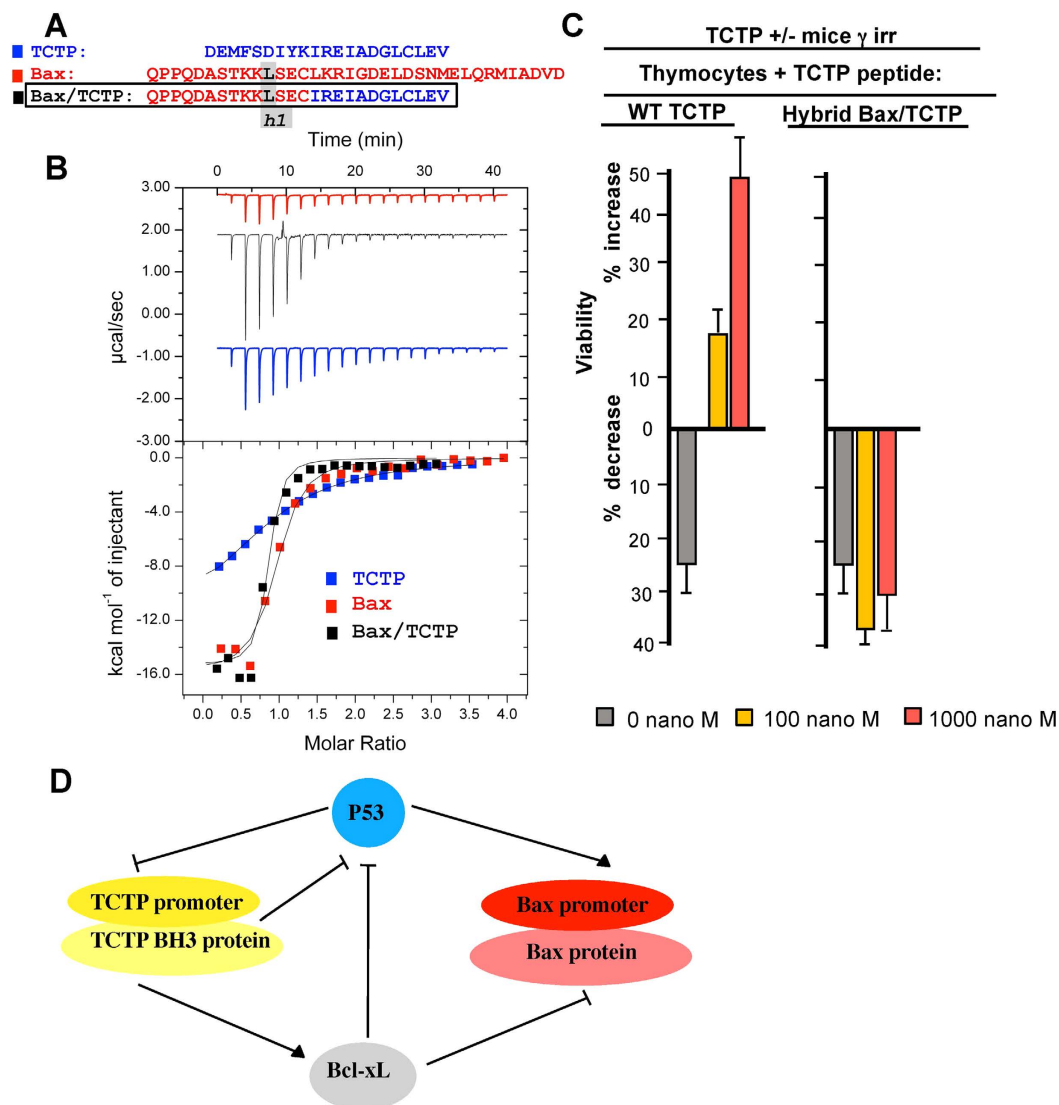 A
TCTP: DEMFSDIYKIREIADGLCLEV
Bax: QPPQDASTKKLSECLKRIGDELDSNMELQRMIADVD
Bax/TCTP: QPPQDASTKKLSECIREIADGLCLEV
h1
B
Time (min)
0 10 20 30 40
3.00
2.00
1.00
0.00
-1.00
-2.00
-3.00
µcal/sec
0.0
-4.0
-8.0
-12.0
-16.0
kcal mol-1 of injectant
TCTP
Bax
Bax/TCTP
0.0 0.5 1.0 1.5 2.0 2.5 3.0 3.5 4.0
Molar Ratio
C
TCTP +/- mice γ irr
Thymocytes + TCTP peptide:
WT TCTP Hybrid Bax/TCTP
Viability
% increase
% decrease
50
40
30
20
10
0
10
20
30
40
0 nano M 100 nano M 1000 nano M
D
P53
TCTP promoter
TCTP BH3 protein
Bax promoter
Bax protein
Bcl-xL